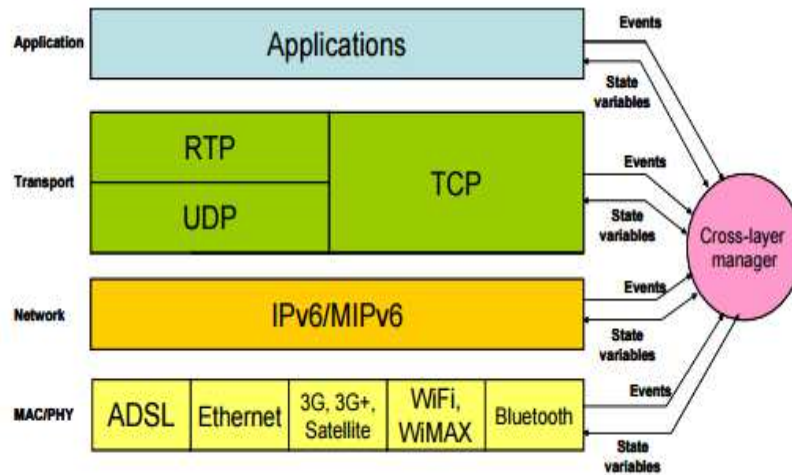 Events
Application
Applications
State
variables
RTP
Events
Transport
TCP
UDP
State
variables
Cross-layer
manager
Events
Network
IPv6/MIPv6
State
variables
Events
MAC/PHY
ADSL
Ethernet
3G, 3G+,
Satellite
WiFi,
WiMAX
Bluetooth
State
variables